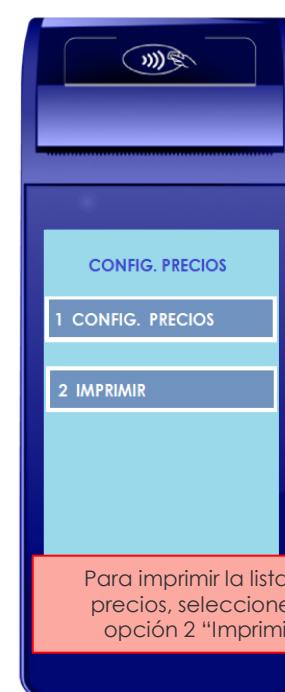 CONFIG. PRECIOS
1 CONFIG. PRECIOS
2 IMPRIMIR
Para imprimir la lista
precios, seleccione
opción 2 “Imprimi